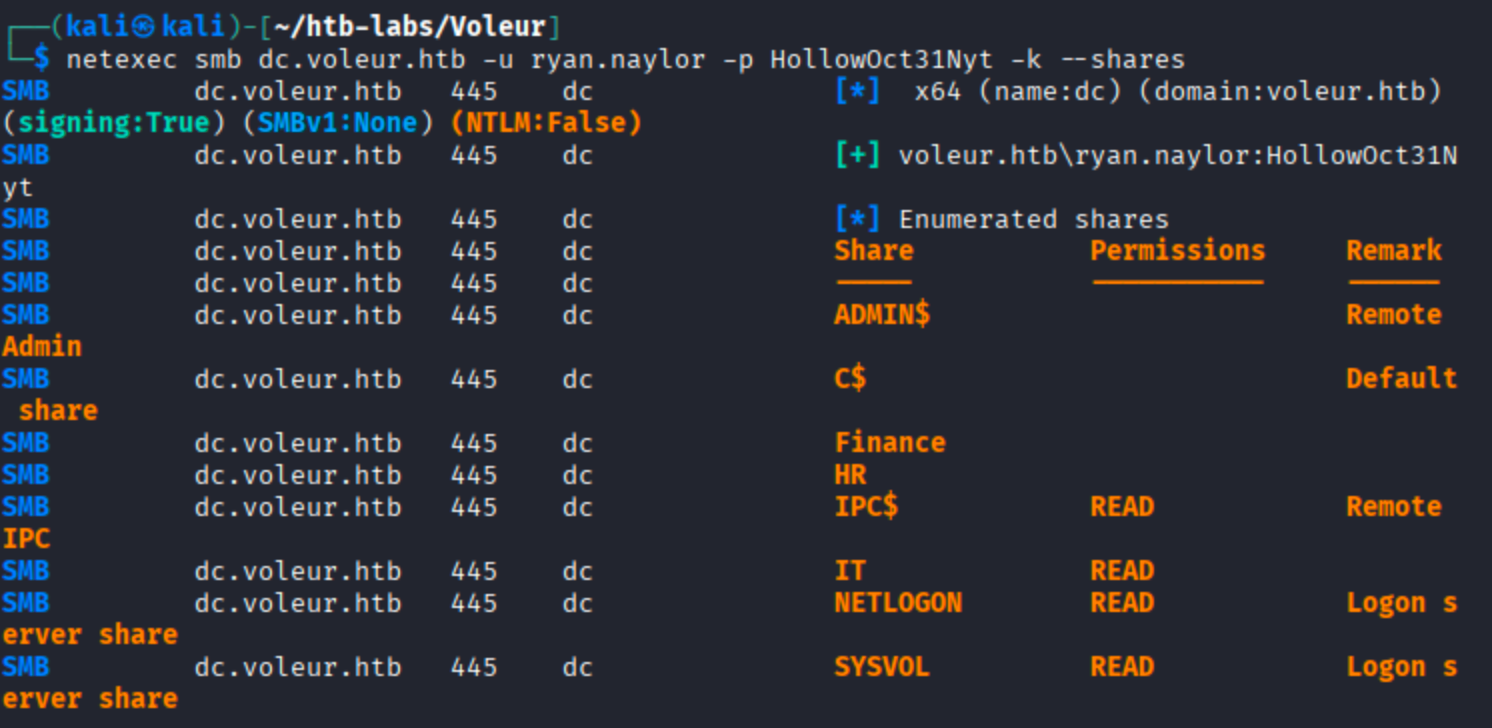 ┌──(kali㉿kali)-[~/htb-labs/Voleur]
└─$ netexec smb dc.voleur.htb -u ryan.naylor -p HollowOct31Nyt -k --shares
SMB         dc.voleur.htb   445    dc               [*]  x64 (name:dc) (domain:voleur.htb)
(signing:True) (SMBv1:None) (NTLM:False)
SMB         dc.voleur.htb   445    dc               [+] voleur.htb\ryan.naylor:HollowOct31N
yt
SMB         dc.voleur.htb   445    dc               [*] Enumerated shares
SMB         dc.voleur.htb   445    dc               Share           Permissions     Remark
SMB         dc.voleur.htb   445    dc               -----           -----------     ------
SMB         dc.voleur.htb   445    dc               ADMIN$                          Remote
Admin
SMB         dc.voleur.htb   445    dc               C$                              Default
 share
SMB         dc.voleur.htb   445    dc               Finance
SMB         dc.voleur.htb   445    dc               HR
SMB         dc.voleur.htb   445    dc               IPC$            READ            Remote
IPC
SMB         dc.voleur.htb   445    dc               IT              READ
SMB         dc.voleur.htb   445    dc               NETLOGON        READ            Logon s
erver share
SMB         dc.voleur.htb   445    dc               SYSVOL          READ            Logon s
erver share